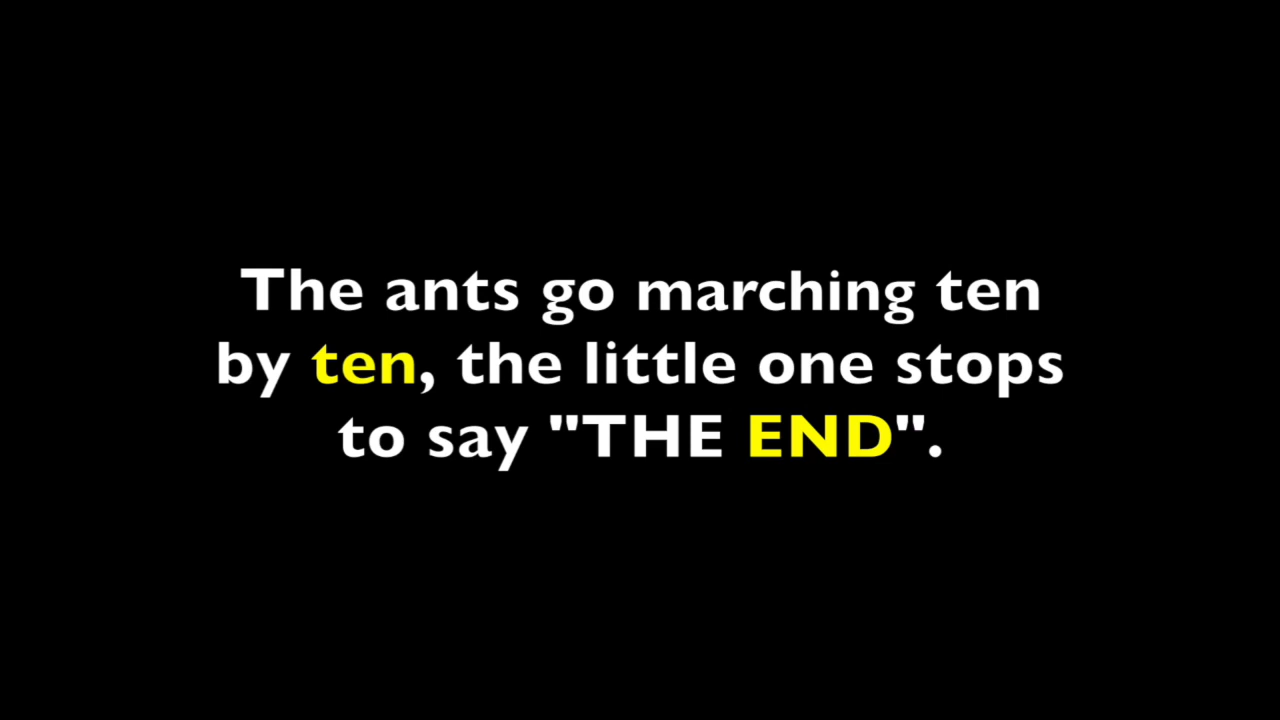 The ants go marching ten
by ten, the little one stops
to say "THE END".